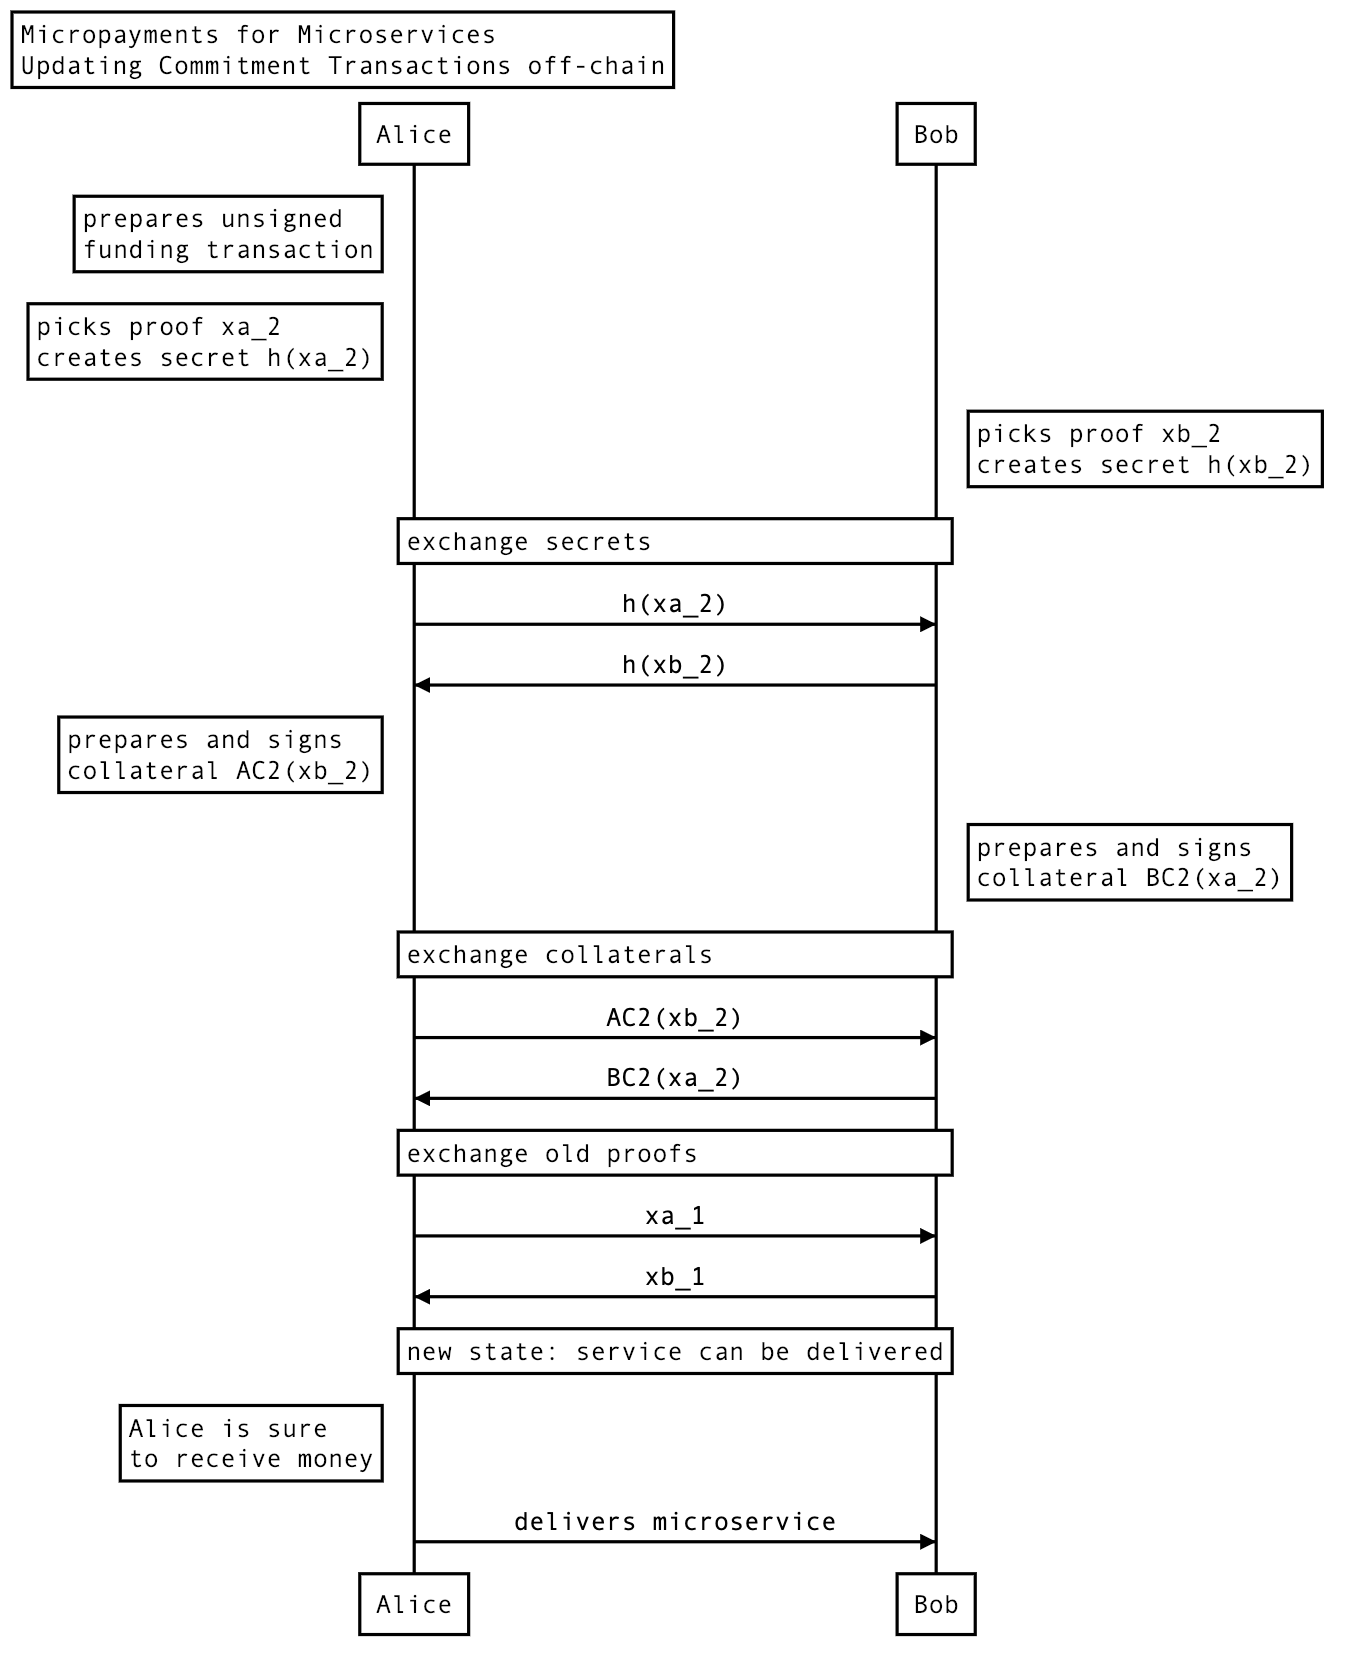 Micropayments for Microservices
Updating Commitment Transactions off-chain
Alice
Bob
prepares unsigned
funding transaction
picks proof xa_2
creates secret h(xa_2)
picks proof xb_2
creates secret h(xb_2)
exchange secrets
h(xa_2)
h(xb_2)
prepares and signs
collateral AC2(xb_2)
prepares and signs
collateral BC2(xa_2)
exchange collaterals
AC2(xb_2)
BC2(xa_2)
exchange old proofs
xa_1
xb_1
new state: service can be delivered
Alice is sure
to receive money
delivers microservice
Alice
Bob